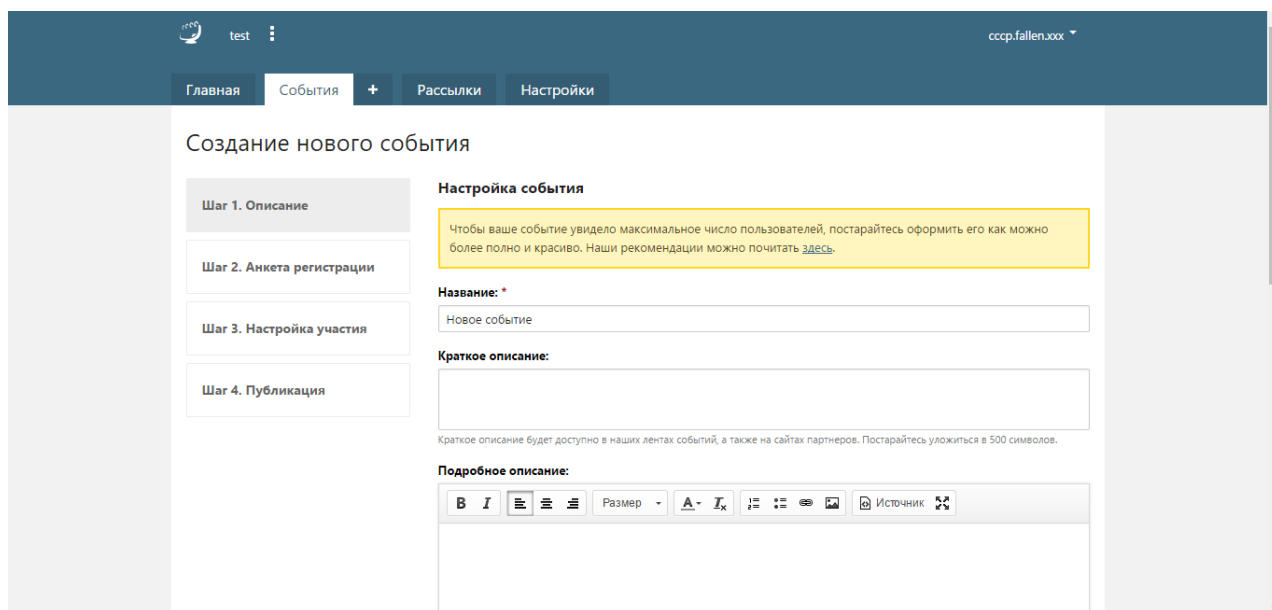 test
cccp.fallen.xxx
Главная
События
+
Рассылки
Настройки
Создание нового события
Шаг 1. Описание
Шаг 2. Анкета регистрации
Шаг 3. Настройка участия
Шаг 4. Публикация
Настройка события
Чтобы ваше событие увидело максимальное число пользователей, постарайтесь оформить его как можно
более полно и красиво. Наши рекомендации можно почитать здесь.
Название: *
Новое событие
Краткое описание:
Краткое описание будет доступно в наших лентах событий, а также на сайтах партнеров. Постарайтесь уложиться в 500 символов.
Подробное описание:
B I Размер A Ix Источник